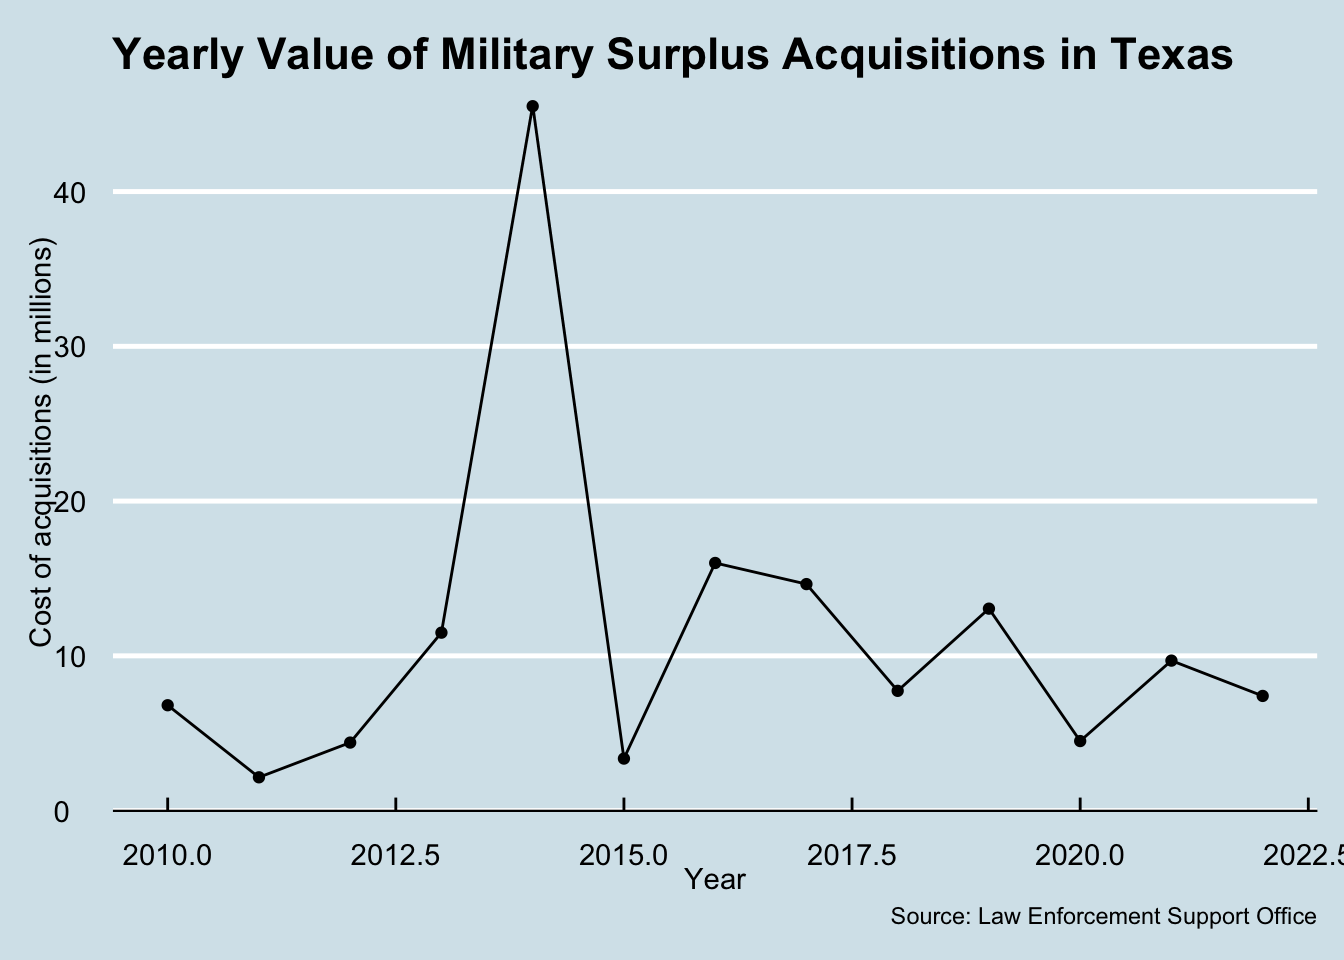 Yearly Value of Military Surplus Acquisitions in Texas
Cost of acquisitions (in millions)
40
30
20
10
0
2010.0 2012.5 2015.0 2017.5 2020.0 2022.5
Year
Source: Law Enforcement Support Office